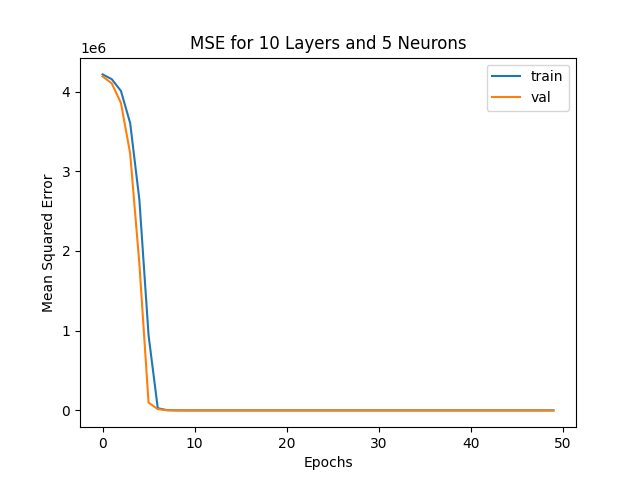 MSE for 10 Layers and 5 Neurons
1e6
train
val
4
3
2
1
0
Mean Squared Error
0 10 20 30 40 50
Epochs